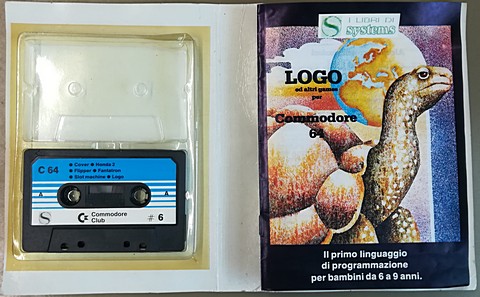 C 64
• Cover • Honda 2
• Flipper • Fantatron
• Slot machine • Logo
A
A
S
Commodore
Club
# 6
S
I LIBRI DI
systems
LOGO
ed altri games
per
Commodore
64
Il primo linguaggio
di programmazione
per bambini da 6 a 9 anni.